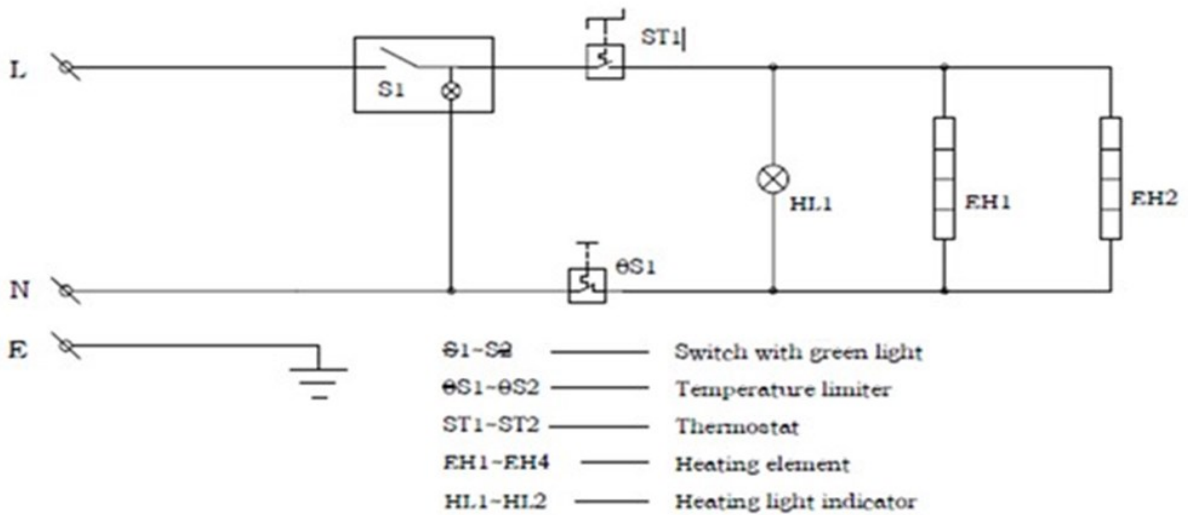 L
S1
ST1
HL1
EH1
EH2
N
θS1
E
S1~S2 Switch with green light
θS1~θS2 Temperature limiter
ST1~ST2 Thermostat
EH1~EH4 Heating element
HL1~HL2 Heating light indicator